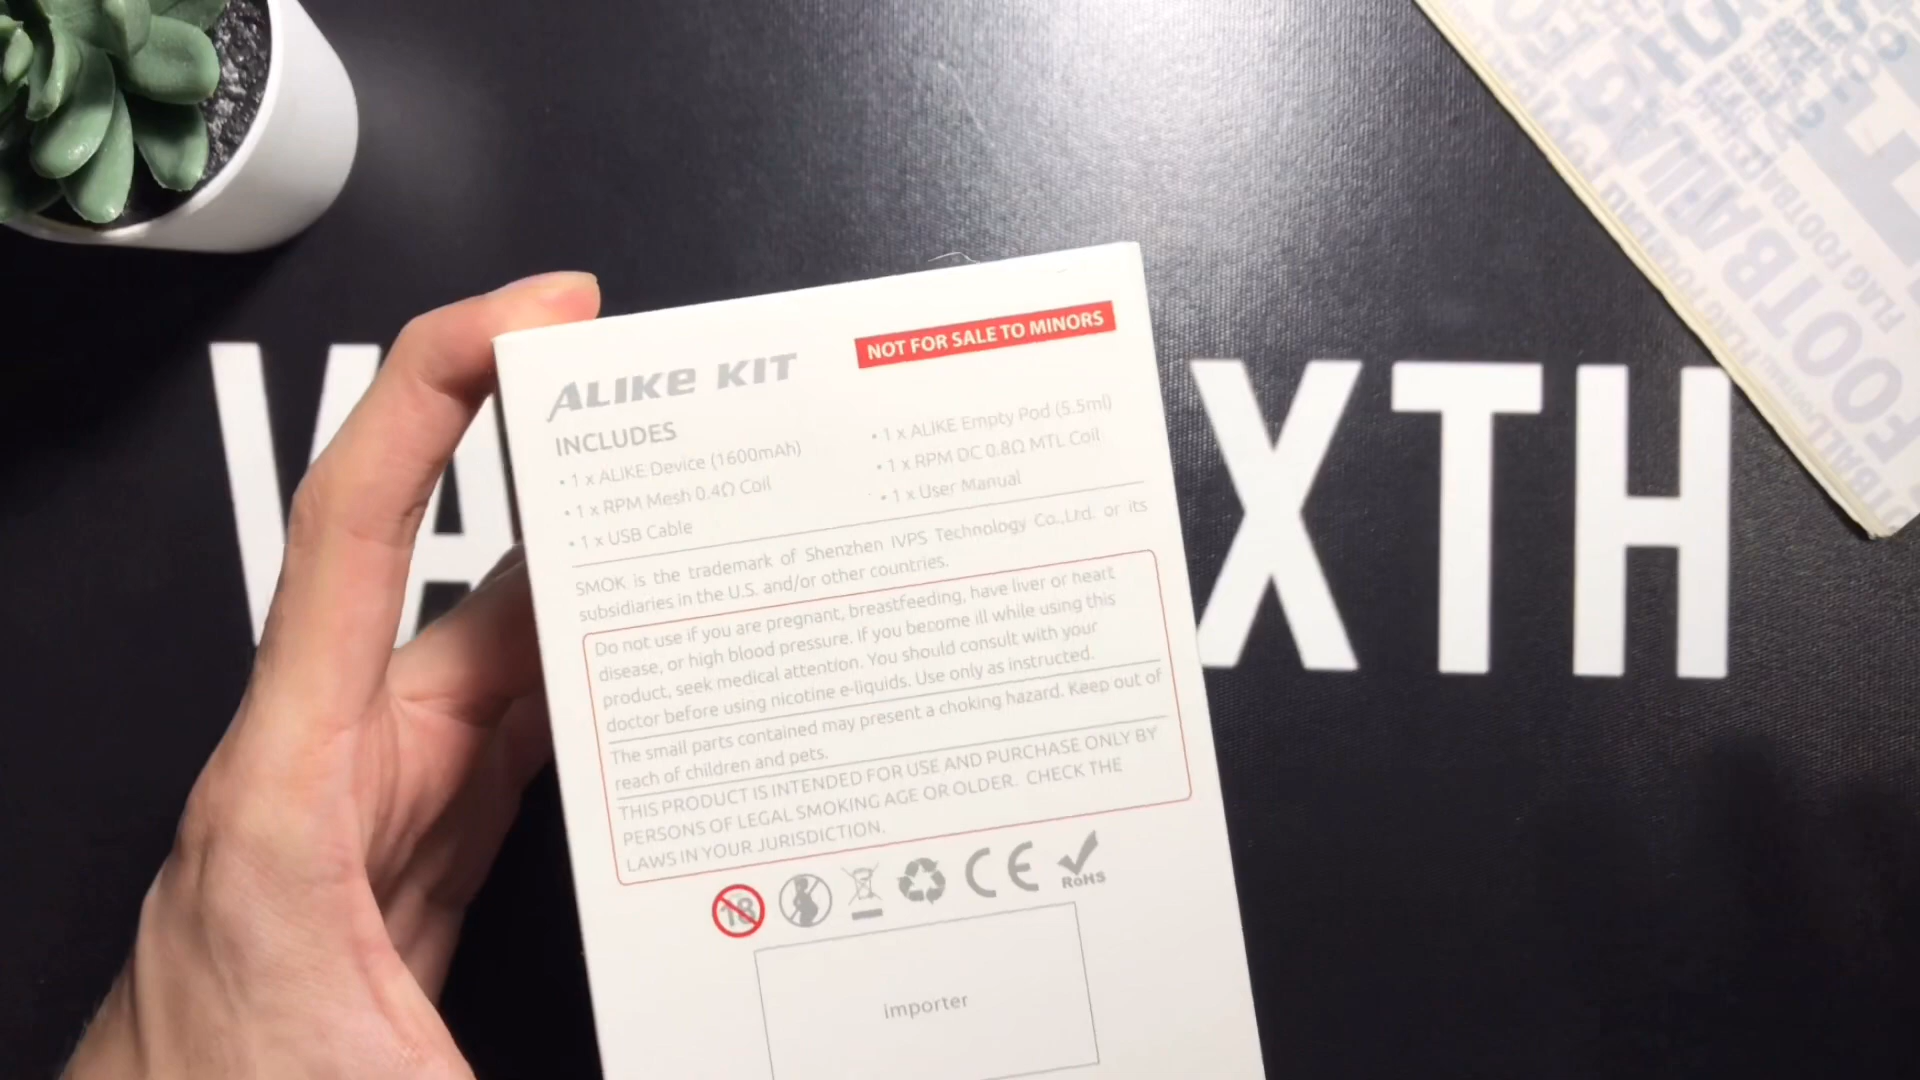 ALIKE KIT
NOT FOR SALE TO MINORS
INCLUDES
• 1 x ALIKE Device (1600mAh)
• 1 x RPM Mesh 0.4Ω Coil
• 1 x USB Cable
• 1 x ALIKE Empty Pod (5.5ml)
• 1 x RPM DC 0.8Ω MTL Coil
• 1 x User Manual
SMOK is the trademark of Shenzhen IVPS Technology Co.,Ltd. or its
subsidiaries in the U.S. and/or other countries.
Do not use if you are pregnant, breastfeeding, have liver or heart
disease, or high blood pressure. If you become ill while using this
product, seek medical attention. You should consult with your
doctor before using nicotine e-liquids. Use only as instructed.
The small parts contained may present a choking hazard. Keep out of
reach of children and pets.
THIS PRODUCT IS INTENDED FOR USE AND PURCHASE ONLY BY
PERSONS OF LEGAL SMOKING AGE OR OLDER. CHECK THE
LAWS IN YOUR JURISDICTION.
18
CE
RoHS
importer
XTH
FOOTBALL
FLAG FOOTBALL